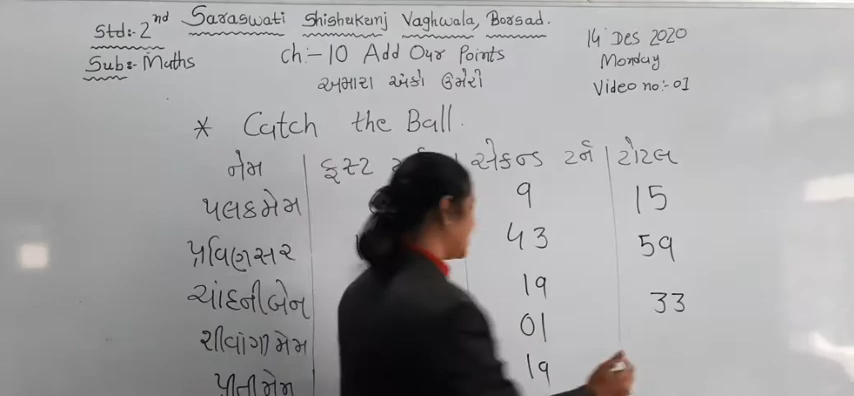 Std:- 2nd Saraswati Shishukunj Vaghwala, Borsad.
14 Des 2020
Sub:- Maths Ch:-10 Add Our Points
Monday
અમારા અંકો ઉમેરો
Video no:-01
* Catch the Ball.
નેમ ફસ્ટ સેકન્ડ ટર્ન ટોટલ
પલકમેમ 9 15
પ્રવિણસર 43 59
ચાંદનીબેન 19 33
શીવાંગીમેમ 01
પ્રીતીમેમ 19